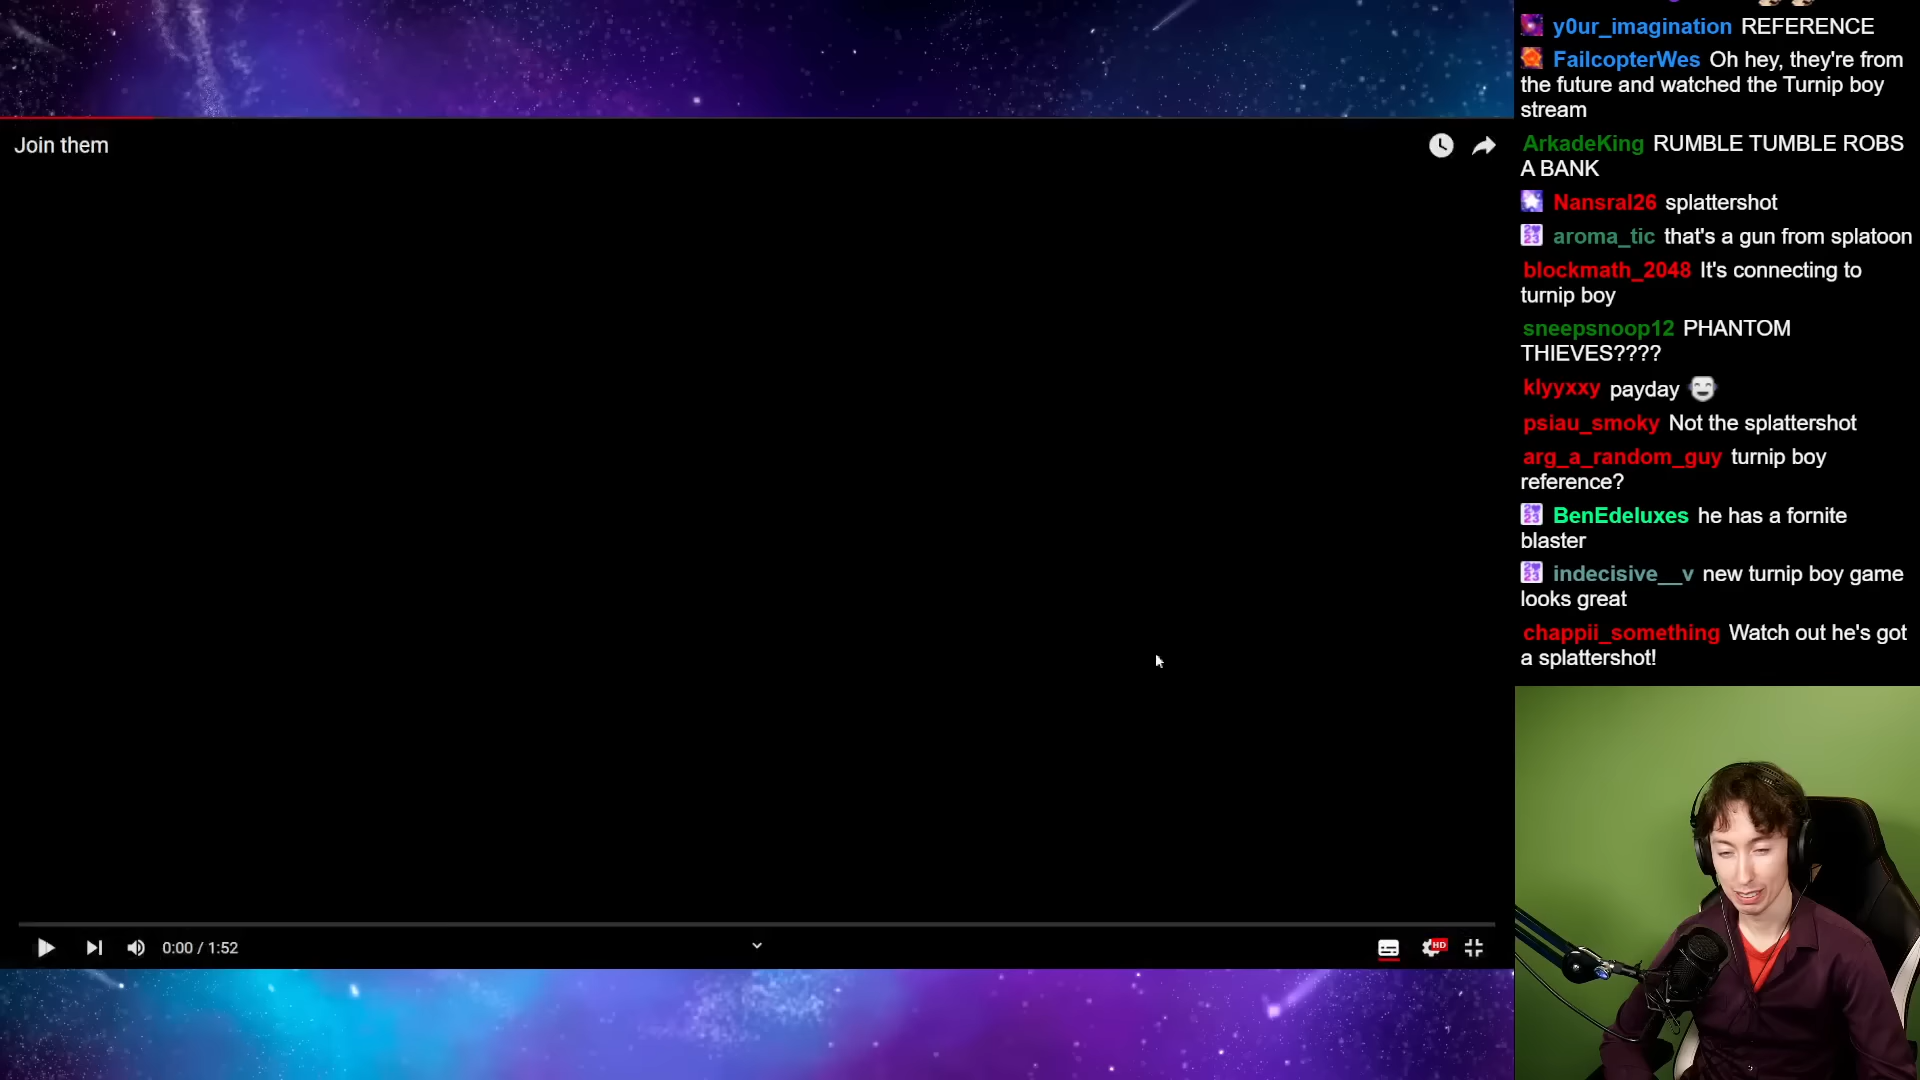 Join them
0:00 / 1:52
HD
y0ur_imagination REFERENCE
FailcopterWes Oh hey, they're from
the future and watched the Turnip boy
stream
ArkadeKing RUMBLE TUMBLE ROBS
A BANK
Nansral26 splattershot
aroma_tic that's a gun from splatoon
blockmath_2048 It's connecting to
turnip boy
sneepsnoop12 PHANTOM
THIEVES????
klyyxxy payday
psiau_smoky Not the splattershot
arg_a_random_guy turnip boy
reference?
BenEdeluxes he has a fornite
blaster
indecisive__v new turnip boy game
looks great
chappii_something Watch out he's got
a splattershot!